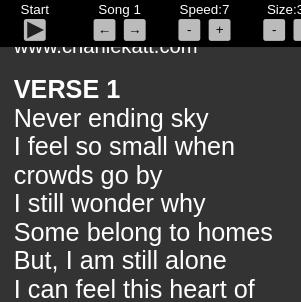 Start Song 1 Speed:7 Size:3
← → - + -
www.charliekatt.com
VERSE 1
Never ending sky
I feel so small when
crowds go by
I still wonder why
Some belong to homes
But, I am still alone
I can feel this heart of